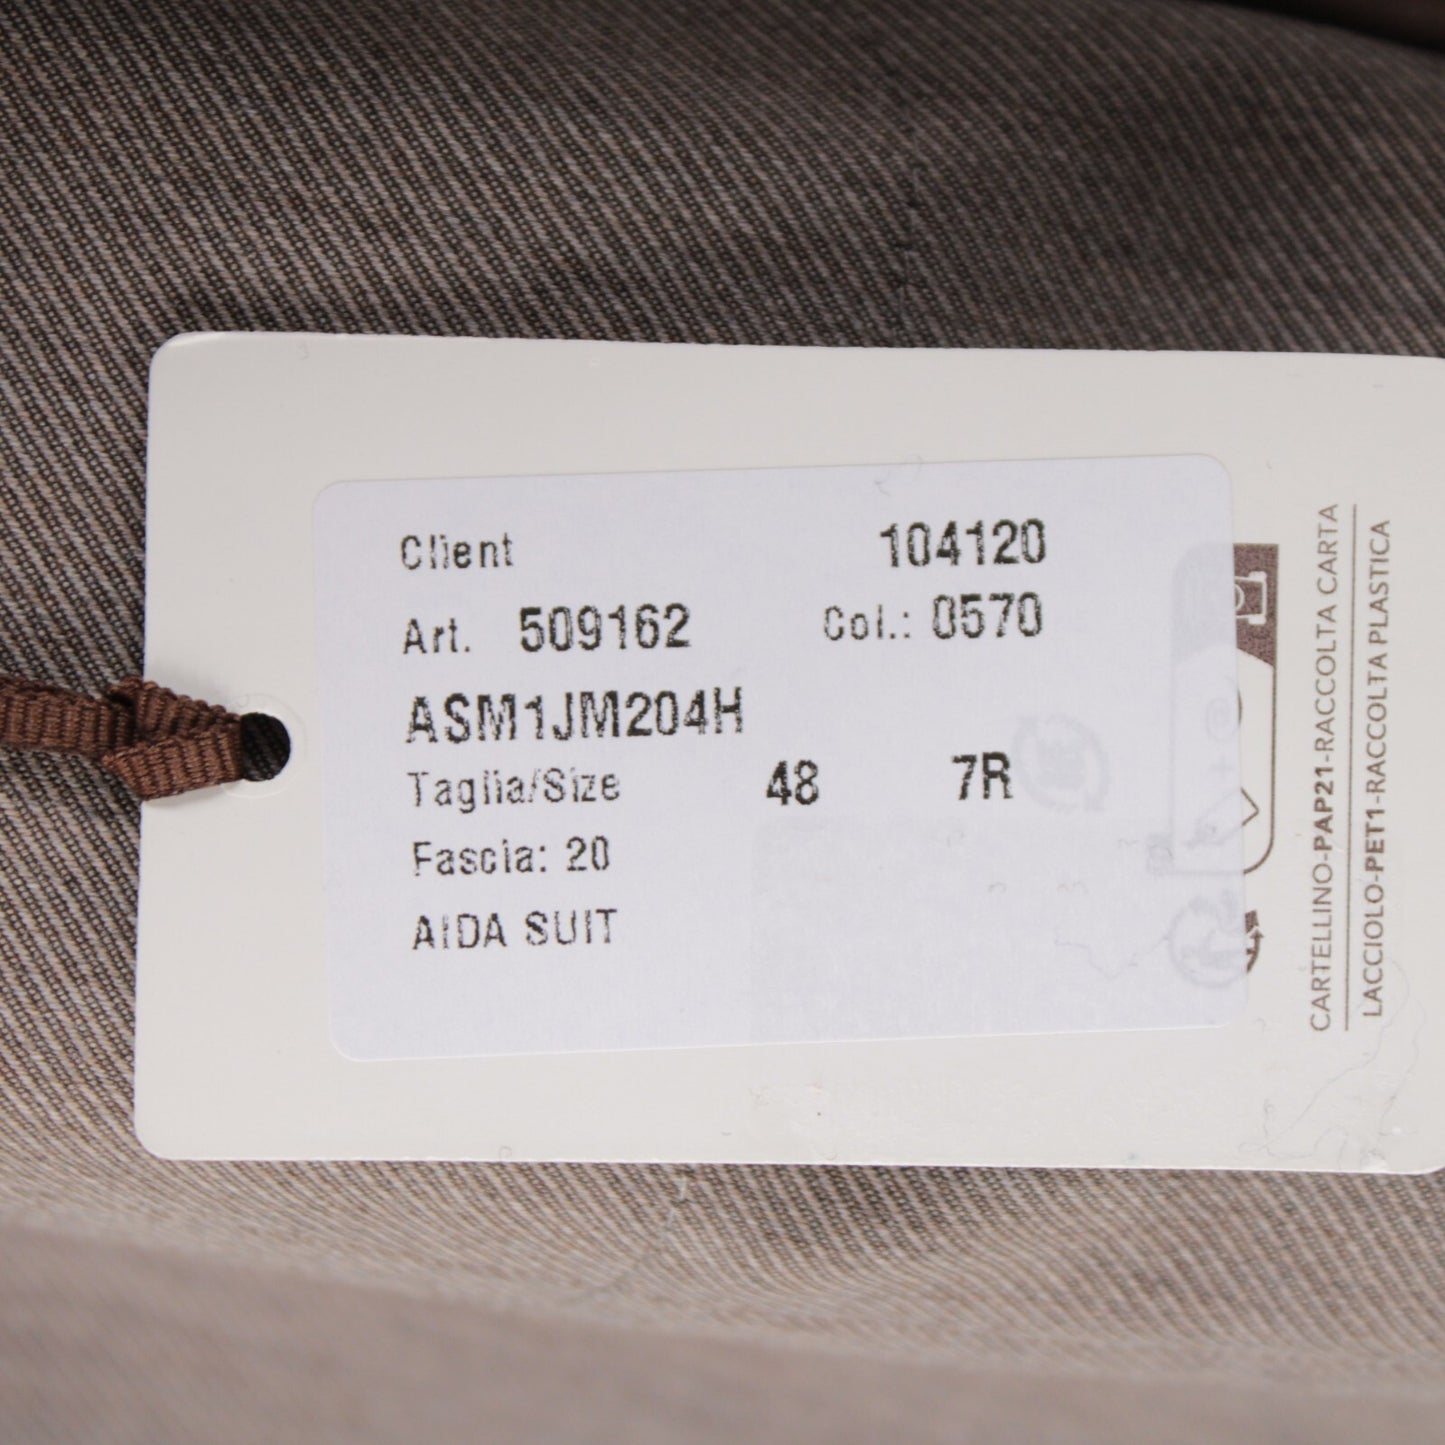 Client 104120
Art. 509162 Col.: 0570
ASM1JM204H
Taglia/Size 48 7R
Fascia: 20
AIDA SUIT
CARTELLINO-PAP21-RACCOLTA CARTA
LACCIOLO-PET1-RACCOLTA PLASTICA